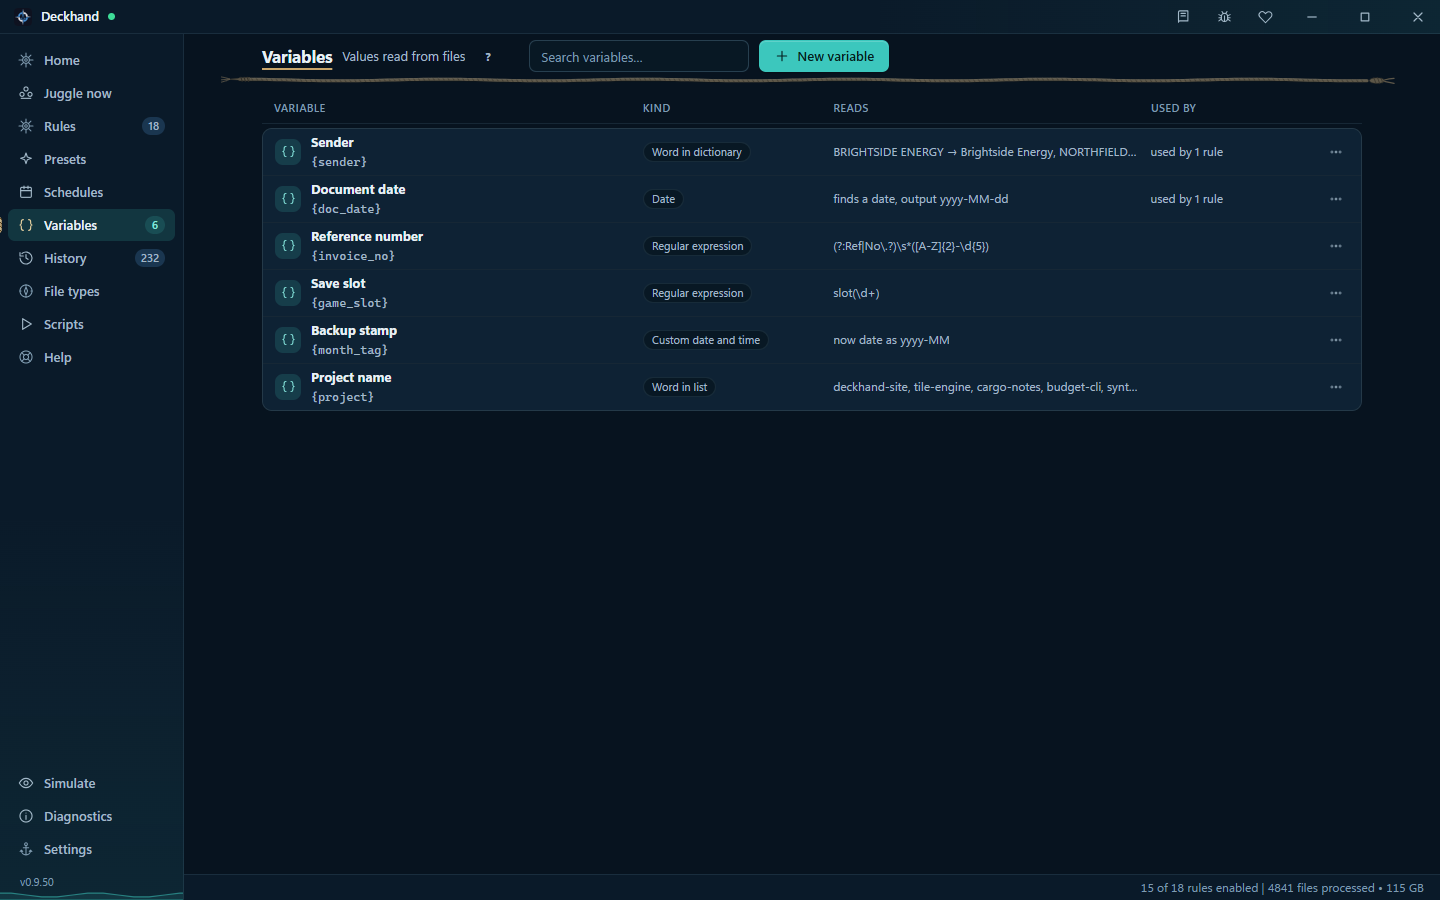 Deckhand
Home
Juggle now
Rules 18
Presets
Schedules
Variables 6
History 232
File types
Scripts
Help
Simulate
Diagnostics
Settings
v0.9.50
Variables Values read from files ? Search variables... + New variable
VARIABLE KIND READS USED BY
{ } Sender
{sender} Word in dictionary BRIGHTSIDE ENERGY → Brightside Energy, NORTHFIELD... used by 1 rule ...
{ } Document date
{doc_date} Date finds a date, output yyyy-MM-dd used by 1 rule ...
{ } Reference number
{invoice_no} Regular expression (?:Ref|No\.?)\s*([A-Z]{2}-\d{5}) ...
{ } Save slot
{game_slot} Regular expression slot(\d+) ...
{ } Backup stamp
{month_tag} Custom date and time now date as yyyy-MM ...
{ } Project name
{project} Word in list deckhand-site, tile-engine, cargo-notes, budget-cli, synt... ...
15 of 18 rules enabled | 4841 files processed • 115 GB